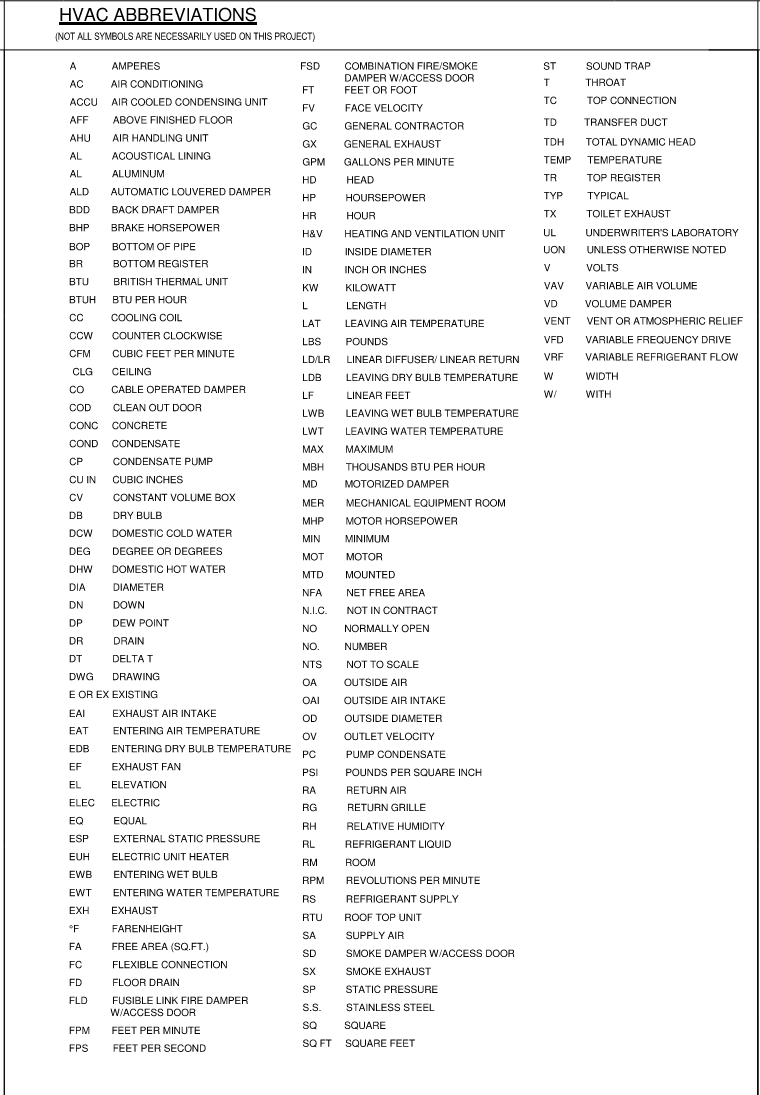 HVAC ABBREVIATIONS
(NOT ALL SYMBOLS ARE NECESSARILY USED ON THIS PROJECT)
A AMPERES
AC AIR CONDITIONING
ACCU AIR COOLED CONDENSING UNIT
AFF ABOVE FINISHED FLOOR
AHU AIR HANDLING UNIT
AL ACOUSTICAL LINING
AL ALUMINUM
ALD AUTOMATIC LOUVERED DAMPER
BDD BACK DRAFT DAMPER
BHP BRAKE HORSEPOWER
BOP BOTTOM OF PIPE
BR BOTTOM REGISTER
BTU BRITISH THERMAL UNIT
BTUH BTU PER HOUR
CC COOLING COIL
CCW COUNTER CLOCKWISE
CFM CUBIC FEET PER MINUTE
CLG CEILING
CO CABLE OPERATED DAMPER
COD CLEAN OUT DOOR
CONC CONCRETE
COND CONDENSATE
CP CONDENSATE PUMP
CU IN CUBIC INCHES
CV CONSTANT VOLUME BOX
DB DRY BULB
DCW DOMESTIC COLD WATER
DEG DEGREE OR DEGREES
DHW DOMESTIC HOT WATER
DIA DIAMETER
DN DOWN
DP DEW POINT
DR DRAIN
DT DELTA T
DWG DRAWING
E OR EX EXISTING
EAI EXHAUST AIR INTAKE
EAT ENTERING AIR TEMPERATURE
EDB ENTERING DRY BULB TEMPERATURE
EF EXHAUST FAN
EL ELEVATION
ELEC ELECTRIC
EQ EQUAL
ESP EXTERNAL STATIC PRESSURE
EUH ELECTRIC UNIT HEATER
EWB ENTERING WET BULB
EWT ENTERING WATER TEMPERATURE
EXH EXHAUST
°F FARENHEIGHT
FA FREE AREA (SQ.FT.)
FC FLEXIBLE CONNECTION
FD FLOOR DRAIN
FLD FUSIBLE LINK FIRE DAMPER
W/ACCESS DOOR
FPM FEET PER MINUTE
FPS FEET PER SECOND
FSD COMBINATION FIRE/SMOKE
DAMPER W/ACCESS DOOR
FT FEET OR FOOT
FV FACE VELOCITY
GC GENERAL CONTRACTOR
GX GENERAL EXHAUST
GPM GALLONS PER MINUTE
HD HEAD
HP HOURSEPOWER
HR HOUR
H&V HEATING AND VENTILATION UNIT
ID INSIDE DIAMETER
IN INCH OR INCHES
KW KILOWATT
L LENGTH
LAT LEAVING AIR TEMPERATURE
LBS POUNDS
LD/LR LINEAR DIFFUSER/ LINEAR RETURN
LDB LEAVING DRY BULB TEMPERATURE
LF LINEAR FEET
LWB LEAVING WET BULB TEMPERATURE
LWT LEAVING WATER TEMPERATURE
MAX MAXIMUM
MBH THOUSANDS BTU PER HOUR
MD MOTORIZED DAMPER
MER MECHANICAL EQUIPMENT ROOM
MHP MOTOR HORSEPOWER
MIN MINIMUM
MOT MOTOR
MTD MOUNTED
NFA NET FREE AREA
N.I.C. NOT IN CONTRACT
NO NORMALLY OPEN
NO. NUMBER
NTS NOT TO SCALE
OA OUTSIDE AIR
OAI OUTSIDE AIR INTAKE
OD OUTSIDE DIAMETER
OV OUTLET VELOCITY
PC PUMP CONDENSATE
PSI POUNDS PER SQUARE INCH
RA RETURN AIR
RG RETURN GRILLE
RH RELATIVE HUMIDITY
RL REFRIGERANT LIQUID
RM ROOM
RPM REVOLUTIONS PER MINUTE
RS REFRIGERANT SUPPLY
RTU ROOF TOP UNIT
SA SUPPLY AIR
SD SMOKE DAMPER W/ACCESS DOOR
SX SMOKE EXHAUST
SP STATIC PRESSURE
S.S. STAINLESS STEEL
SQ SQUARE
SQ FT SQUARE FEET
ST SOUND TRAP
T THROAT
TC TOP CONNECTION
TD TRANSFER DUCT
TDH TOTAL DYNAMIC HEAD
TEMP TEMPERATURE
TR TOP REGISTER
TYP TYPICAL
TX TOILET EXHAUST
UL UNDERWRITER'S LABORATORY
UON UNLESS OTHERWISE NOTED
V VOLTS
VAV VARIABLE AIR VOLUME
VD VOLUME DAMPER
VENT VENT OR ATMOSPHERIC RELIEF
VFD VARIABLE FREQUENCY DRIVE
VRF VARIABLE REFRIGERANT FLOW
W WIDTH
W/ WITH